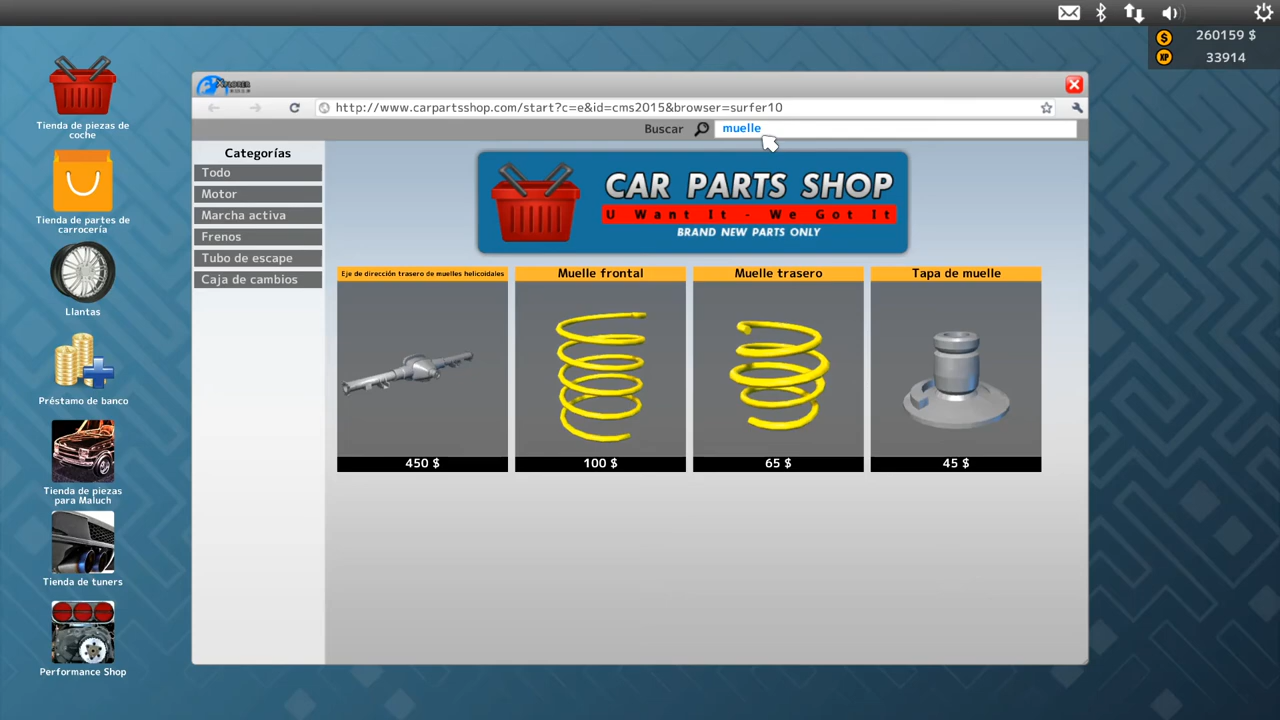 260159 $
33914
Tienda de piezas de
coche
Tienda de partes de
carrocería
Llantas
Préstamo de banco
Tienda de piezas
para Maluch
Tienda de tuners
Performance Shop
http://www.carpartsshop.com/start?c=e&id=cms2015&browser=surfer10
Buscar muelle
Categorías
Todo
Motor
Marcha activa
Frenos
Tubo de escape
Caja de cambios
CAR PARTS SHOP
U Want It - We Got It
BRAND NEW PARTS ONLY
Eje de dirección trasero de muelles helicoidales
450 $
Muelle frontal
100 $
Muelle trasero
65 $
Tapa de muelle
45 $